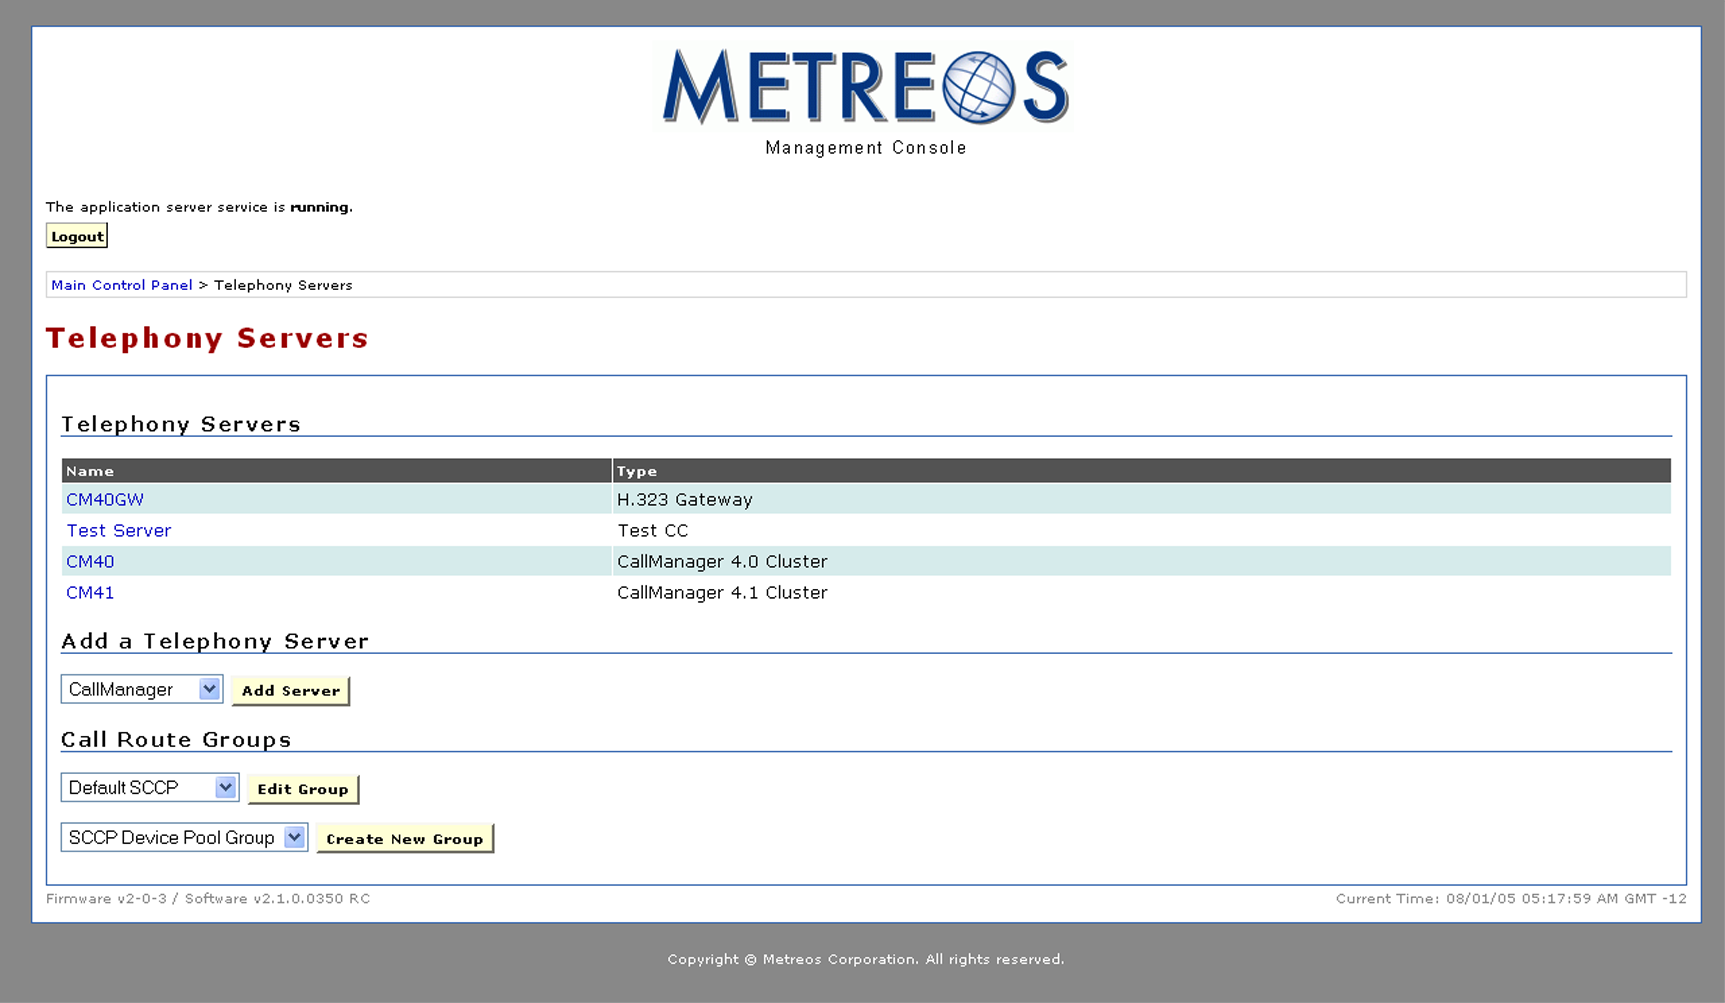 METREOS
Management Console
The application server service is running.
Logout
Main Control Panel > Telephony Servers
Telephony Servers
Telephony Servers
Name Type
CM40GW H.323 Gateway
Test Server Test CC
CM40 CallManager 4.0 Cluster
CM41 CallManager 4.1 Cluster
Add a Telephony Server
CallManager Add Server
Call Route Groups
Default SCCP Edit Group
SCCP Device Pool Group Create New Group
Firmware v2-0-3 / Software v2.1.0.0350 RC Current Time: 08/01/05 05:17:59 AM GMT -12
Copyright © Metreos Corporation. All rights reserved.